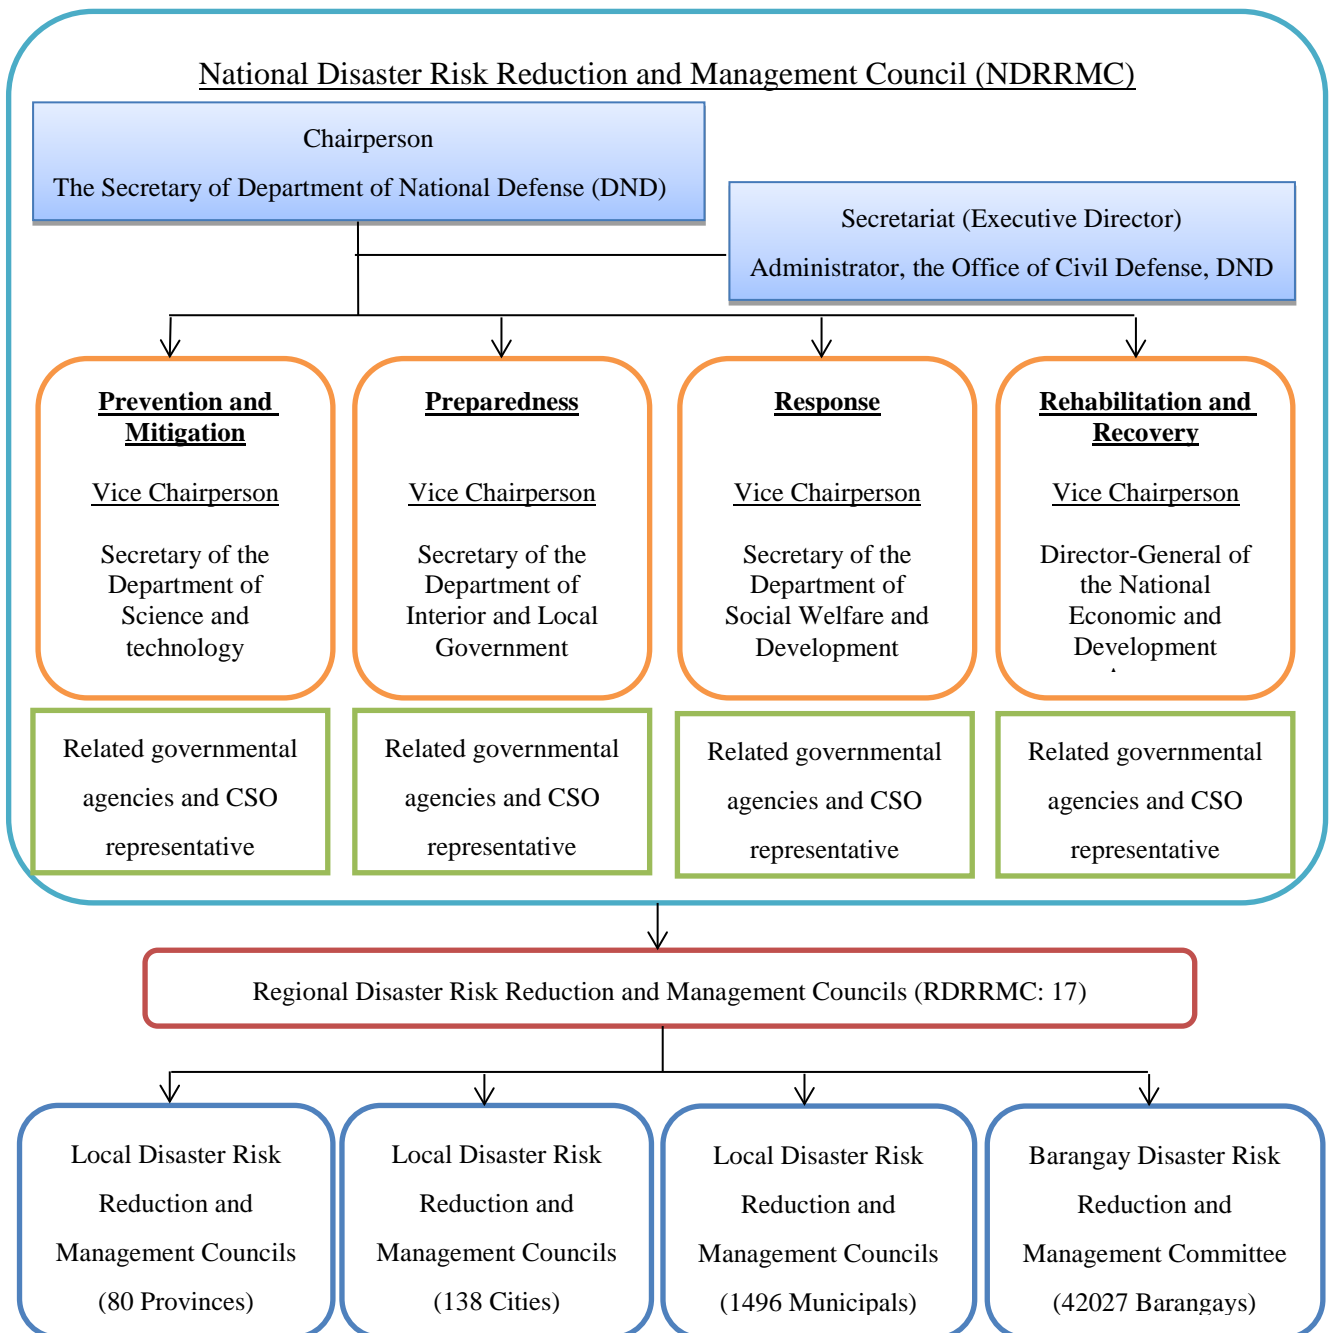 National Disaster Risk Reduction and Management Council (NDRRMC)
Chairperson
The Secretary of Department of National Defense (DND)
Secretariat (Executive Director)
Administrator, the Office of Civil Defense, DND
Prevention and
Mitigation
Vice Chairperson
Secretary of the
Department of
Science and
technology
Preparedness
Vice Chairperson
Secretary of the
Department of
Interior and Local
Government
Response
Vice Chairperson
Secretary of the
Department of
Social Welfare and
Development
Rehabilitation and
Recovery
Vice Chairperson
Director-General of
the National
Economic and
Development
Related governmental
agencies and CSO
representative
Related governmental
agencies and CSO
representative
Related governmental
agencies and CSO
representative
Related governmental
agencies and CSO
representative
Regional Disaster Risk Reduction and Management Councils (RDRRMC: 17)
Local Disaster Risk
Reduction and
Management Councils
(80 Provinces)
Local Disaster Risk
Reduction and
Management Councils
(138 Cities)
Local Disaster Risk
Reduction and
Management Councils
(1496 Municipals)
Barangay Disaster Risk
Reduction and
Management Committee
(42027 Barangays)